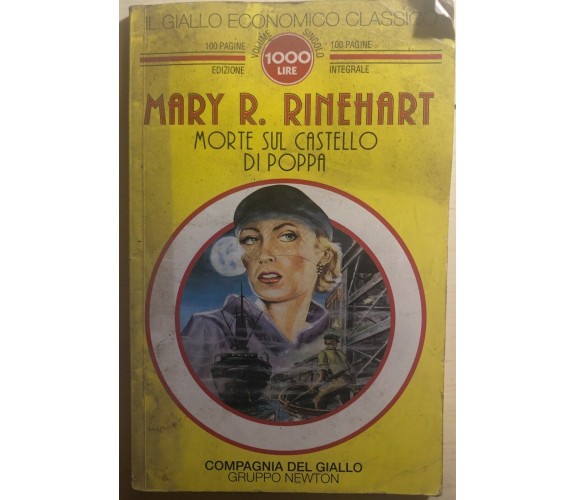 IL GIALLO ECONOMICO CLASSICO
100 PAGINE VOLUME SINGOLO 100 PAGINE
1000
LIRE
EDIZIONE INTEGRALE
MARY R. RINEHART
MORTE SUL CASTELLO
DI POPPA
COMPAGNIA DEL GIALLO
GRUPPO NEWTON